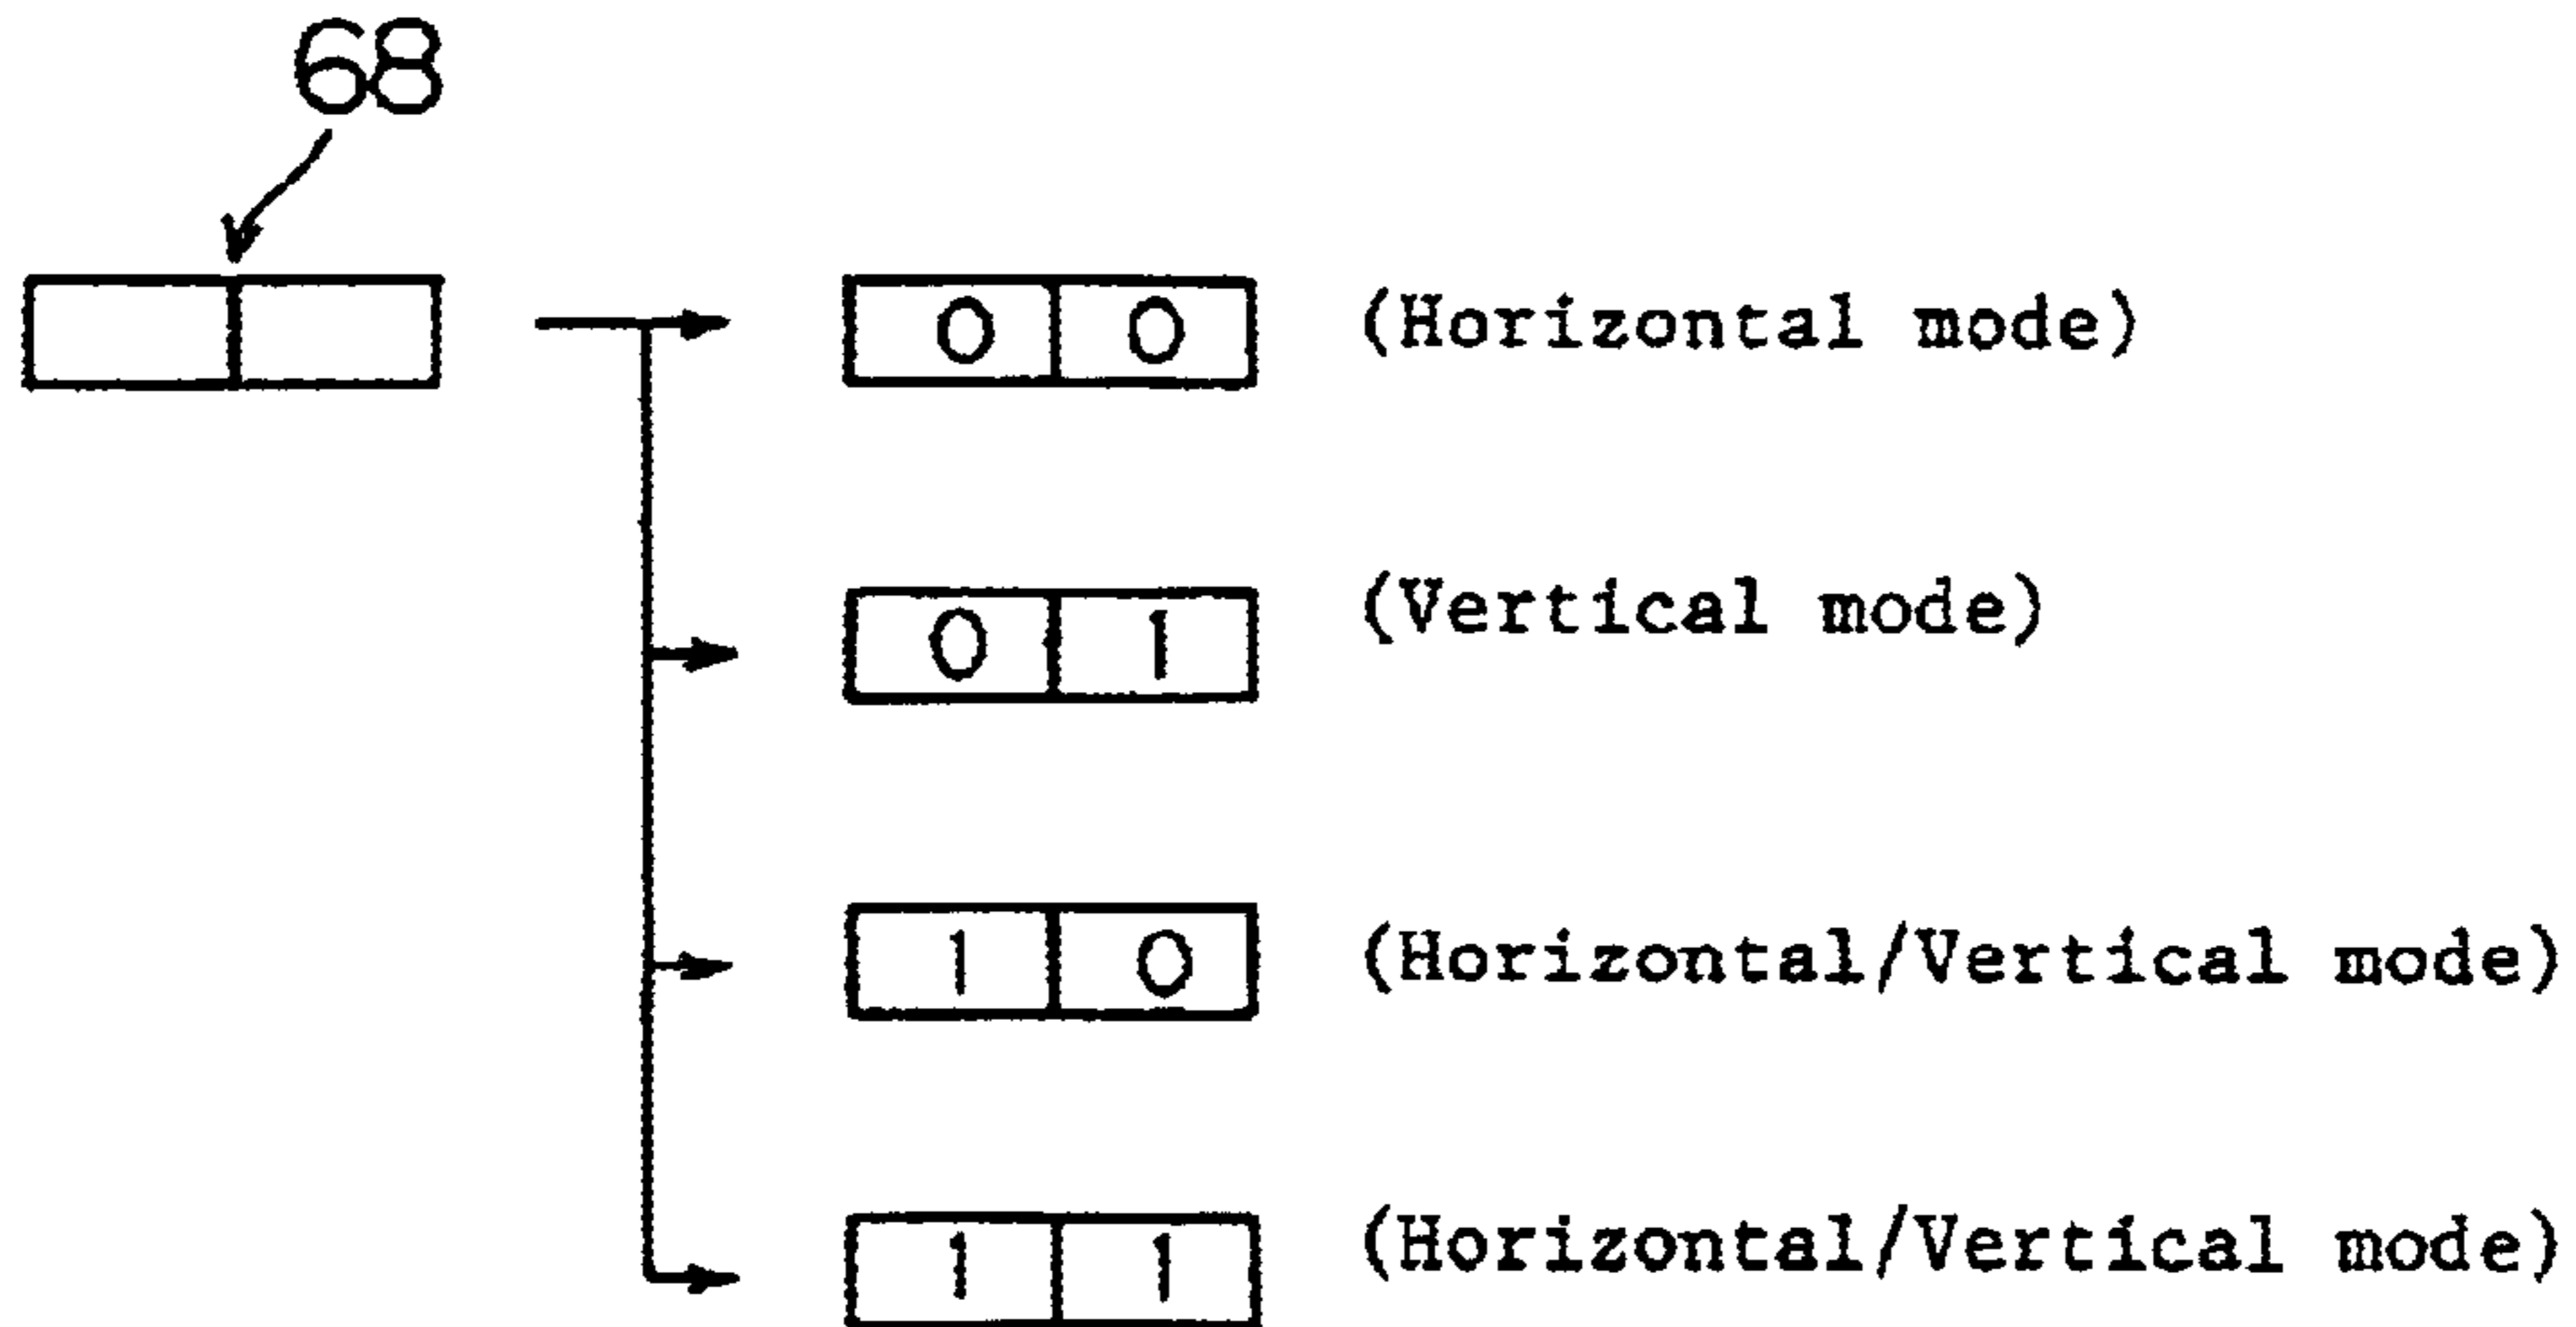 68
0 0 (Horizontal mode)
0 1 (Vertical mode)
1 0 (Horizontal/Vertical mode)
1 1 (Horizontal/Vertical mode)